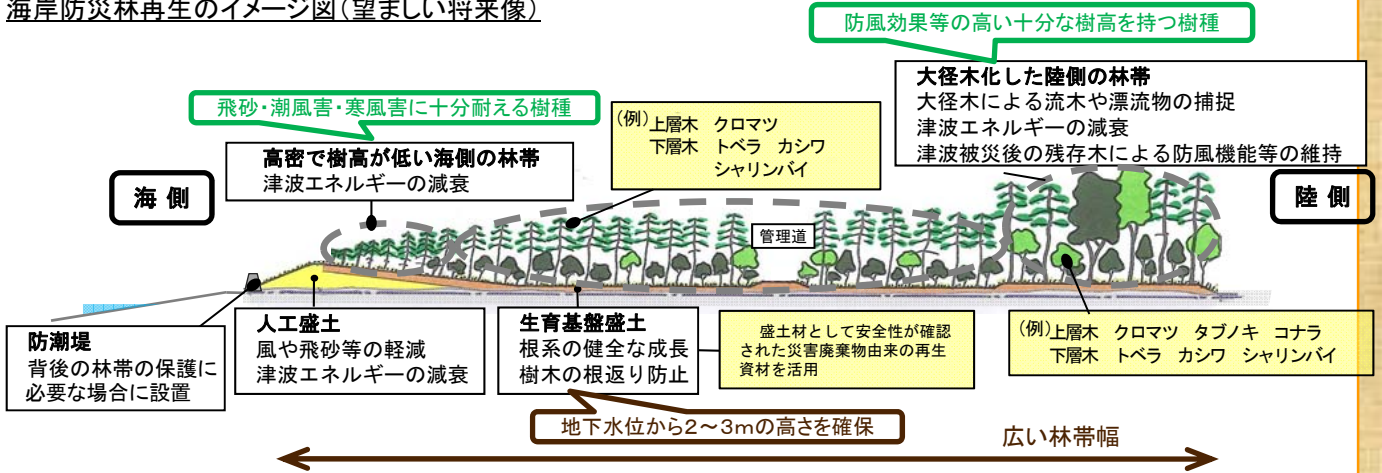 海岸防災林再生のイメージ図(望ましい将来像)
防風効果等の高い十分な樹高を持つ樹種
大径木化した陸側の林帯
大径木による流木や漂流物の捕捉
津波エネルギーの減衰
津波被災後の残存木による防風機能等の維持
飛砂・潮風害・寒風害に十分耐える樹種
高密で樹高が低い海側の林帯
津波エネルギーの減衰
(例)上層木 クロマツ
下層木 トベラ カシワ
シャリンバイ
海側
陸側
管理道
防潮堤
背後の林帯の保護に
必要な場合に設置
人工盛土
風や飛砂等の軽減
津波エネルギーの減衰
生育基盤盛土
根系の健全な成長
樹木の根返り防止
盛土材として安全性が確認
された災害廃棄物由来の再生
資材を活用
(例)上層木 クロマツ タブノキ コナラ
下層木 トベラ カシワ シャリンバイ
地下水位から2~3mの高さを確保
広い林帯幅